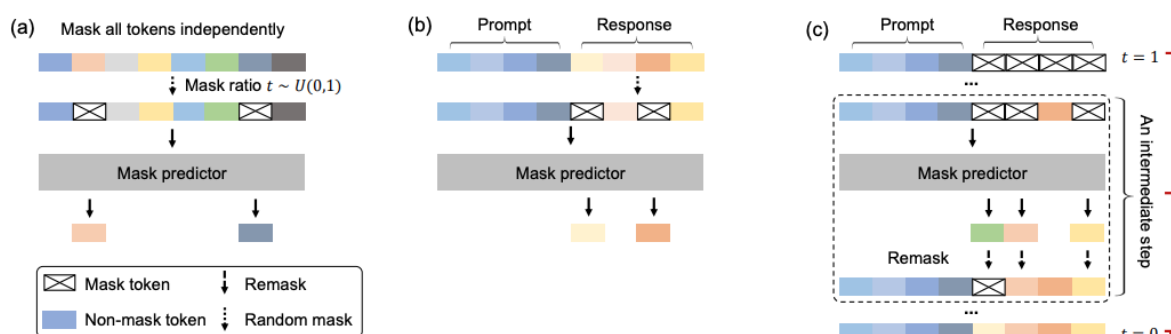 (a)
Mask all tokens independently
Mask ratio t ~ U(0,1)
Mask predictor
Mask token
Remask
Non-mask token
Random mask
(b)
Prompt
Response
Mask predictor
(c)
Prompt
Response
t = 1
...
Mask predictor
Remask
An intermediate step
...
t = 0